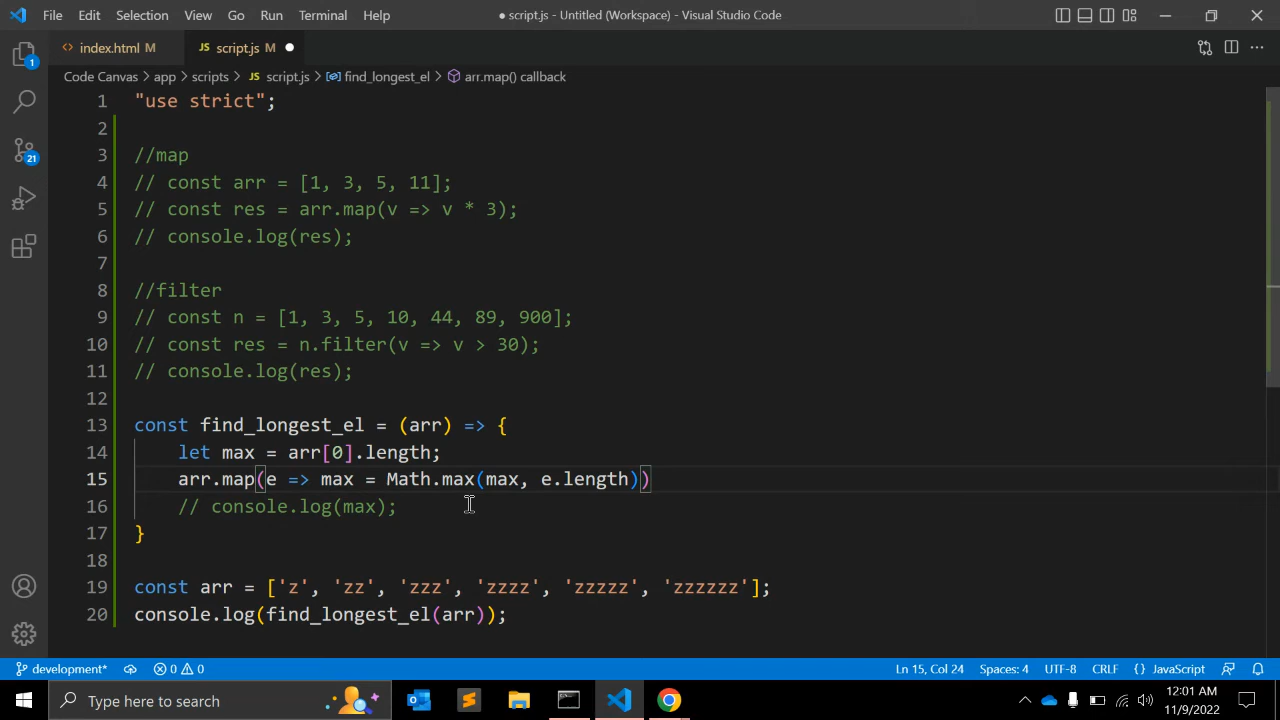 File Edit Selection View Go Run Terminal Help ● script.js - Untitled (Workspace) - Visual Studio Code
<> index.html M JS script.js M ●
Code Canvas > app > scripts > JS script.js > find_longest_el > arr.map() callback
1 "use strict";
2
3 //map
4 // const arr = [1, 3, 5, 11];
5 // const res = arr.map(v => v * 3);
6 // console.log(res);
7
8 //filter
9 // const n = [1, 3, 5, 10, 44, 89, 900];
10 // const res = n.filter(v => v > 30);
11 // console.log(res);
12
13 const find_longest_el = (arr) => {
14 let max = arr[0].length;
15 arr.map(e => max = Math.max(max, e.length))
16 // console.log(max);
17 }
18
19 const arr = ['z', 'zz', 'zzz', 'zzzz', 'zzzzz', 'zzzzzz'];
20 console.log(find_longest_el(arr));
1
21
development* 0 0 Ln 15, Col 24 Spaces: 4 UTF-8 CRLF {} JavaScript
Type here to search
12:01 AM
11/9/2022